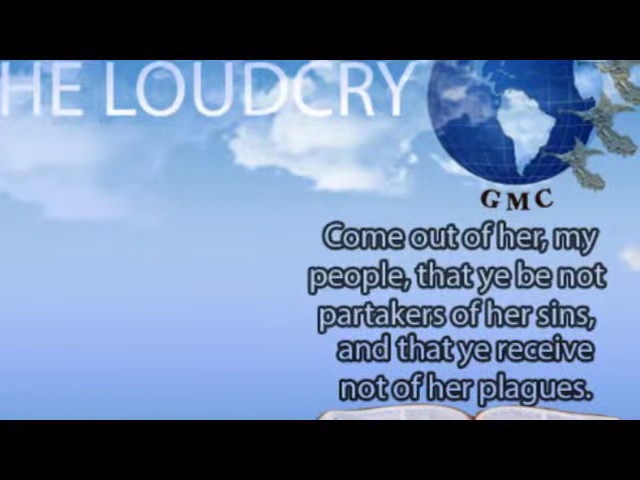 HE LOUDCRY
GMC
Come out of her, my
people, that ye be not
partakers of her sins,
and that ye receive
not of her plagues.